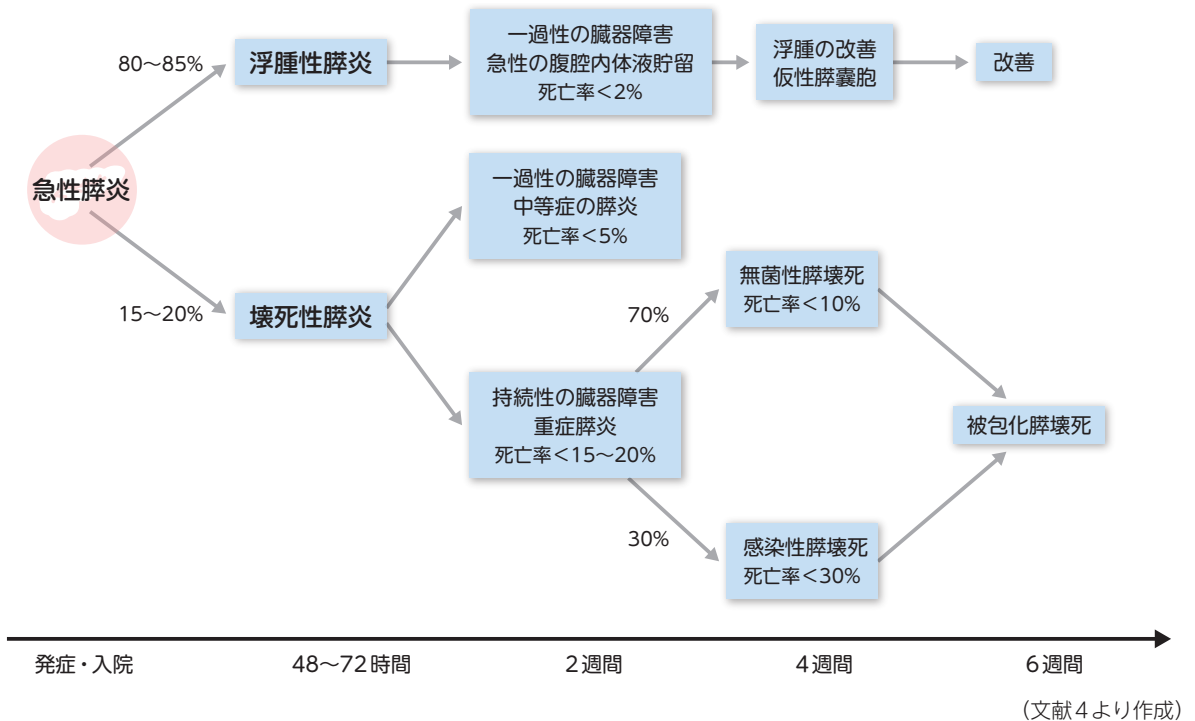 急性膵炎
80〜85%
浮腫性膵炎
一過性の臓器障害
急性の腹腔内体液貯留
死亡率<2%
浮腫の改善
仮性膵嚢胞
改善
15〜20%
壊死性膵炎
一過性の臓器障害
中等症の膵炎
死亡率<5%
持続性の臓器障害
重症膵炎
死亡率<15〜20%
70%
無菌性膵壊死
死亡率<10%
30%
感染性膵壊死
死亡率<30%
被包化膵壊死
発症・入院
48〜72時間
2週間
4週間
6週間
(文献4より作成)